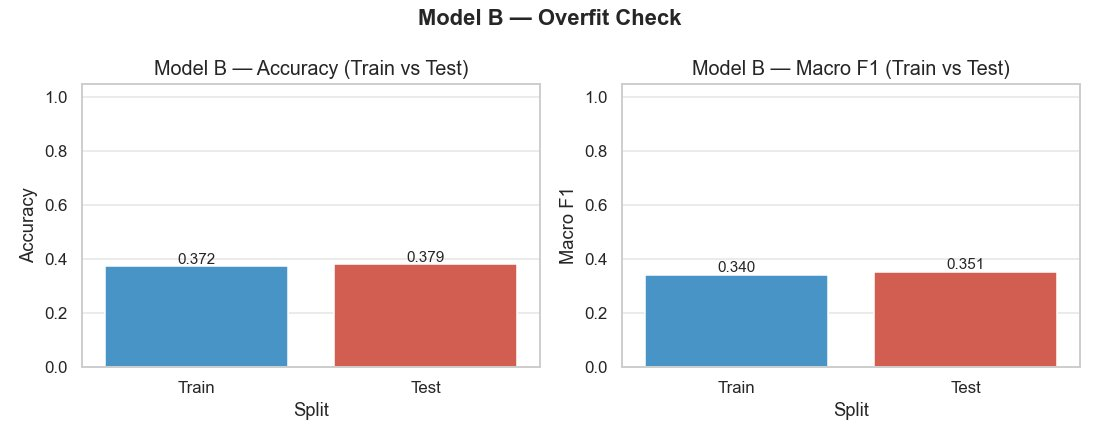 Model B — Overfit Check
Model B — Accuracy (Train vs Test)
1.0
0.8
0.6
0.4
0.2
0.0
Accuracy
0.372
0.379
Train
Test
Split
Model B — Macro F1 (Train vs Test)
1.0
0.8
0.6
0.4
0.2
0.0
Macro F1
0.340
0.351
Train
Test
Split